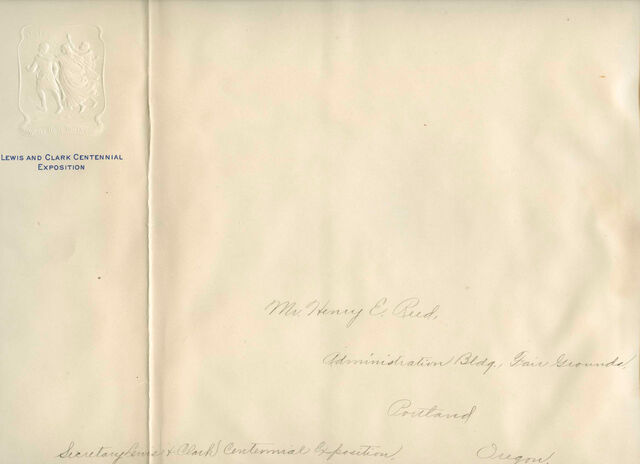 LEWIS AND CLARK CENTENNIAL
EXPOSITION
Mr. Henry E. Reed,
Administration Bldg., Fair Grounds.
Portland
Secretary Lewis & Clark Centennial Exposition.
Oregon.